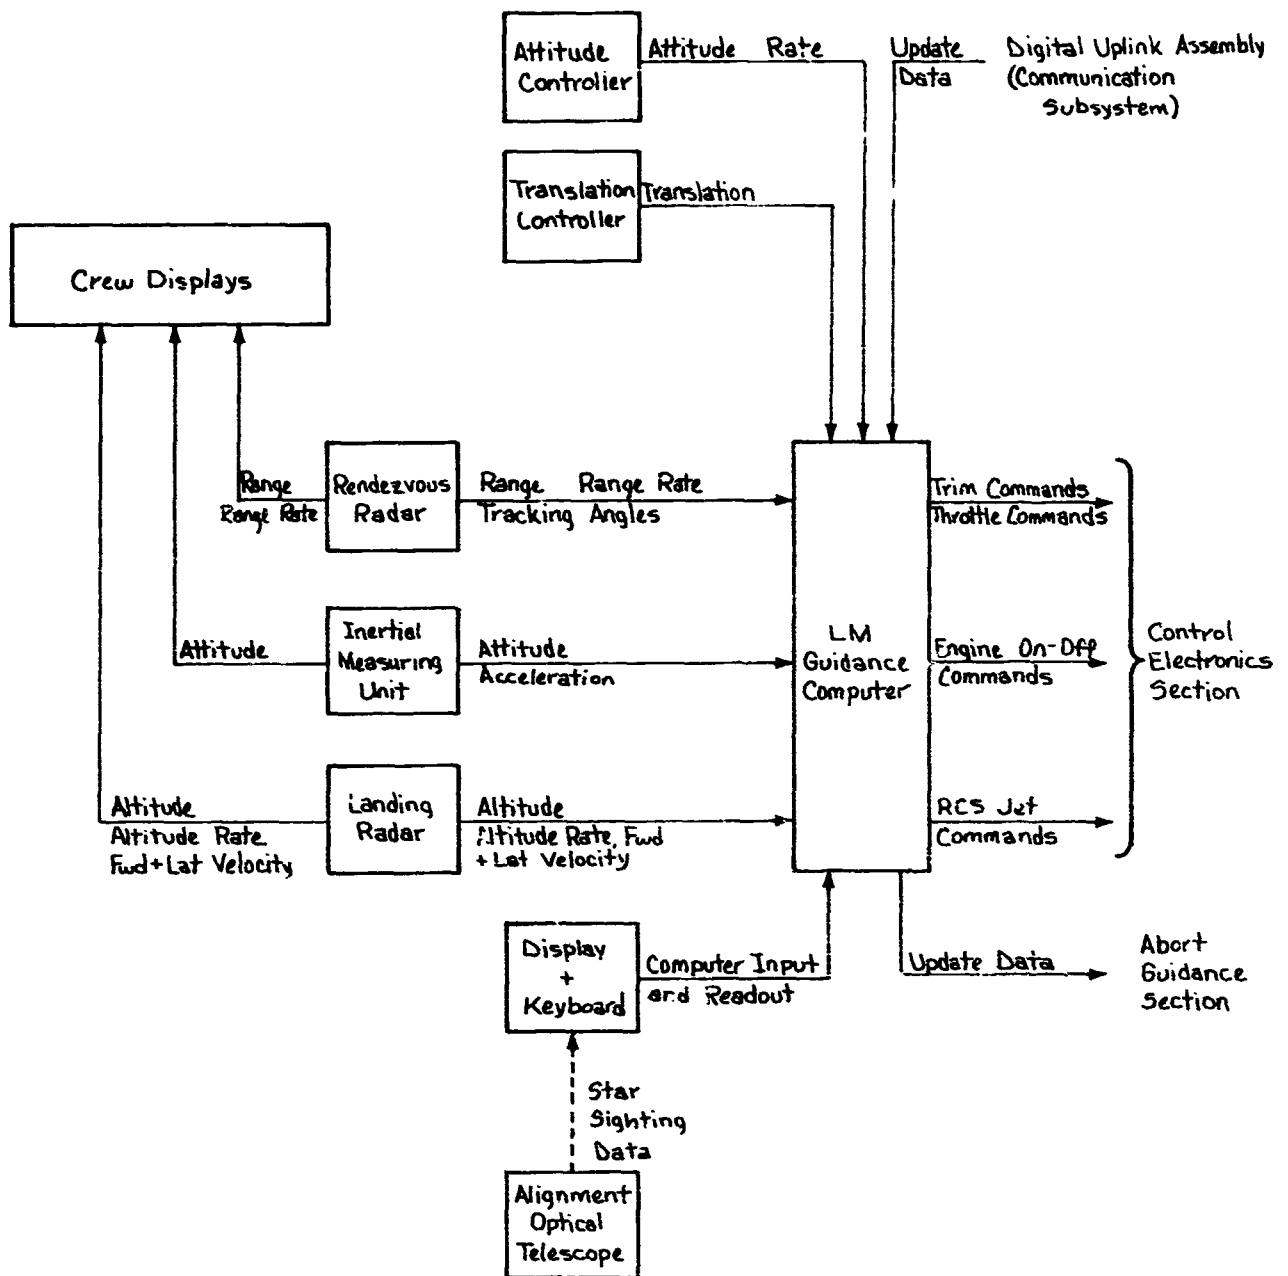 Attitude
Controller
Attitude Rate
Update
Data
Digital Uplink Assembly
(Communication
Subsystem)
Translation
Controller
Translation
Crew Displays
Range
Range Rate
Rendezvous
Radar
Range Range Rate
Tracking Angles
Trim Commands
Throttle Commands
Attitude
Inertial
Measuring
Unit
Attitude
Acceleration
LM
Guidance
Computer
Engine On-Off
Commands
Control
Electronics
Section
Altitude
Altitude Rate
Fwd+Lat Velocity
Landing
Radar
Altitude
Altitude Rate, Fwd
+ Lat Velocity
RCS Jet
Commands
Display
+
Keyboard
Computer Input
and Readout
Update Data
Abort
Guidance
Section
Star
Sighting
Data
Alignment
Optical
Telescope